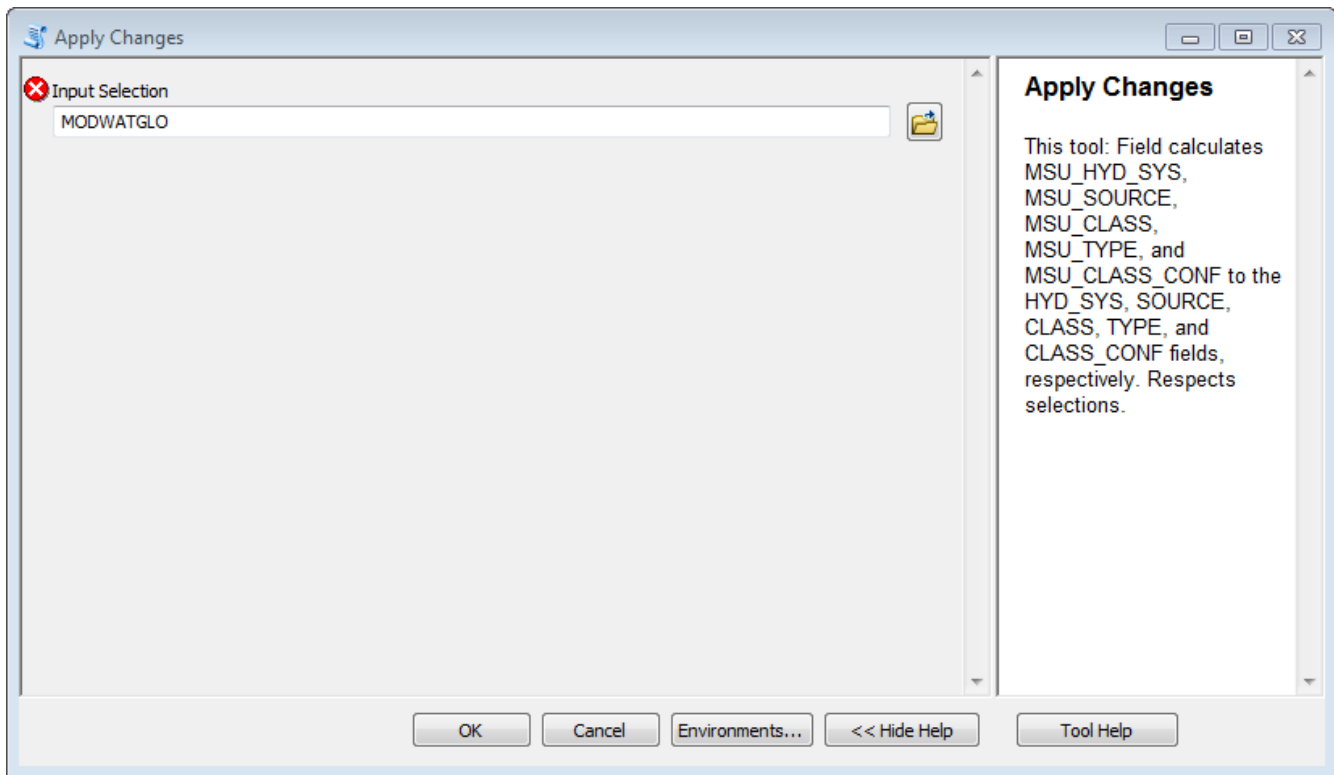 Apply Changes
Input Selection
MODWATGLO
Apply Changes
This tool: Field calculates
MSU_HYD_SYS,
MSU_SOURCE,
MSU_CLASS,
MSU_TYPE, and
MSU_CLASS_CONF to the
HYD_SYS, SOURCE,
CLASS, TYPE, and
CLASS_CONF fields,
respectively. Respects
selections.
OK Cancel Environments... << Hide Help Tool Help